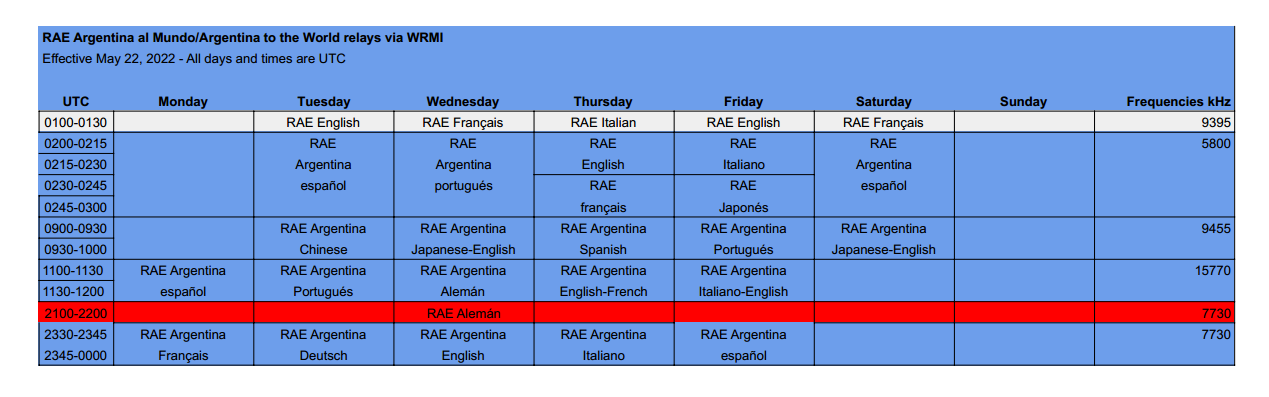 RAE Argentina al Mundo/Argentina to the World relays via WRMI
Effective May 22, 2022 - All days and times are UTC
UTC Monday Tuesday Wednesday Thursday Friday Saturday Sunday Frequencies kHz
0100-0130 RAE English RAE Français RAE Italian RAE English RAE Français 9395
0200-0215 RAE RAE RAE RAE RAE 5800
0215-0230 Argentina Argentina English Italiano Argentina
0230-0245 español portugués RAE RAE español
0245-0300 français Japonés
0900-0930 RAE Argentina RAE Argentina RAE Argentina RAE Argentina RAE Argentina 9455
0930-1000 Chinese Japanese-English Spanish Portugués Japanese-English
1100-1130 RAE Argentina RAE Argentina RAE Argentina RAE Argentina RAE Argentina 15770
1130-1200 español Portugués Alemán English-French Italiano-English
2100-2200 RAE Alemán 7730
2330-2345 RAE Argentina RAE Argentina RAE Argentina RAE Argentina RAE Argentina 7730
2345-0000 Français Deutsch English Italiano español